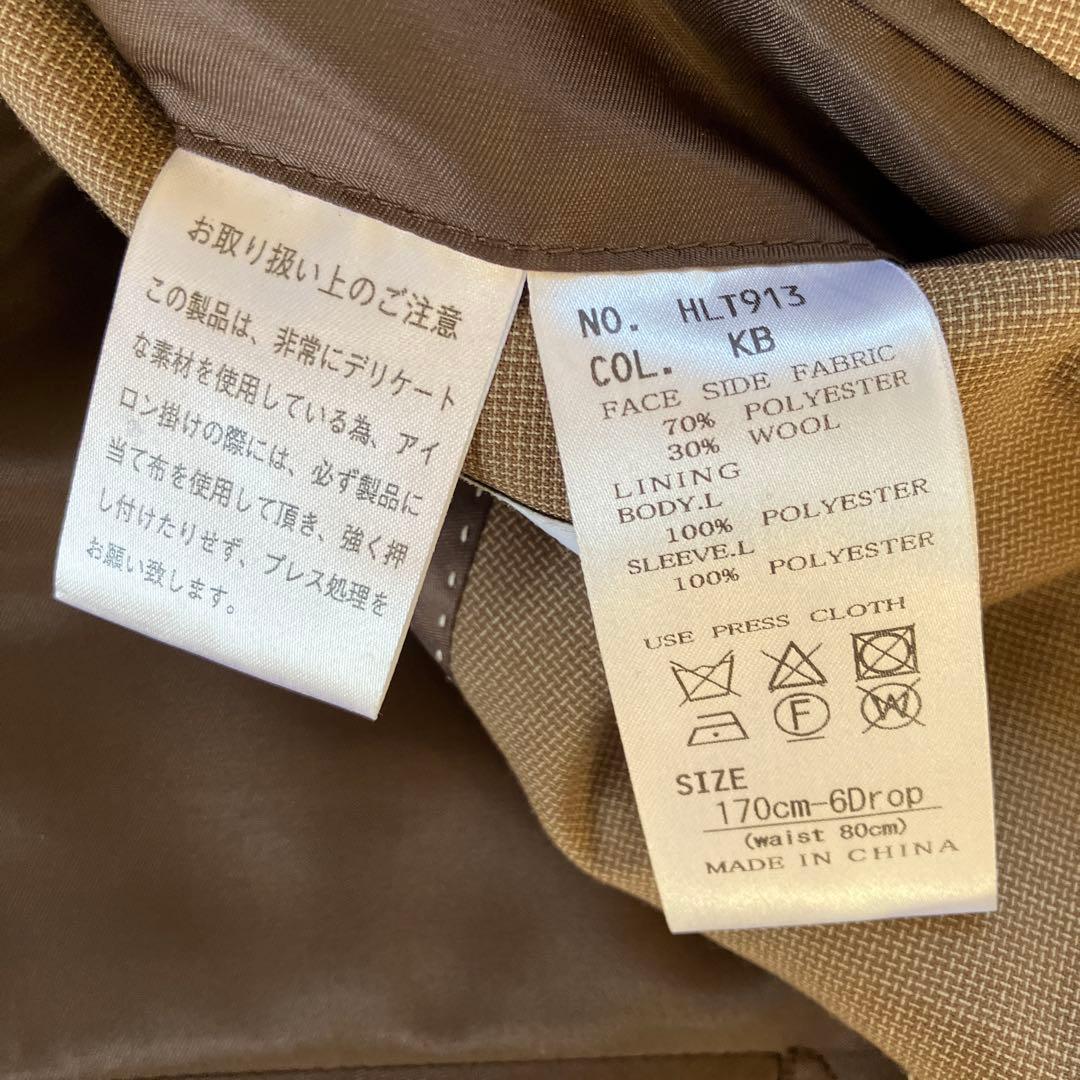 お取り扱い上のご注意
この製品は、非常にデリケート
な素材を使用している為、アイ
ロン掛けの際には、必ず製品に
当て布を使用して頂き、強く押
し付けたりせず、プレス処理を
お願い致します。
NO. HLT913
COL. KB
FACE SIDE FABRIC
70% POLYESTER
30% WOOL
LINING
BODY.L
100% POLYESTER
SLEEVE.L
100% POLYESTER
USE PRESS CLOTH
F
W
SIZE
170cm-6Drop
(waist 80cm)
MADE IN CHINA